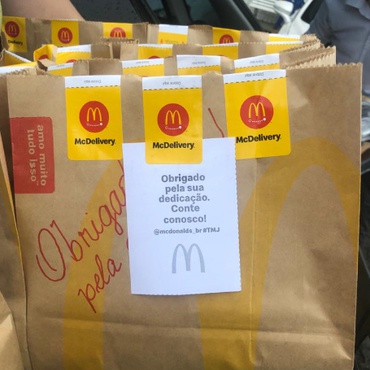 McDelivery
McDelivery
McDelivery
amo muito
tudo isso
Obrigado
pela sua
dedicação.
Conte
conosco!
@mcdonalds_br #TMJ
Obrigad
pela